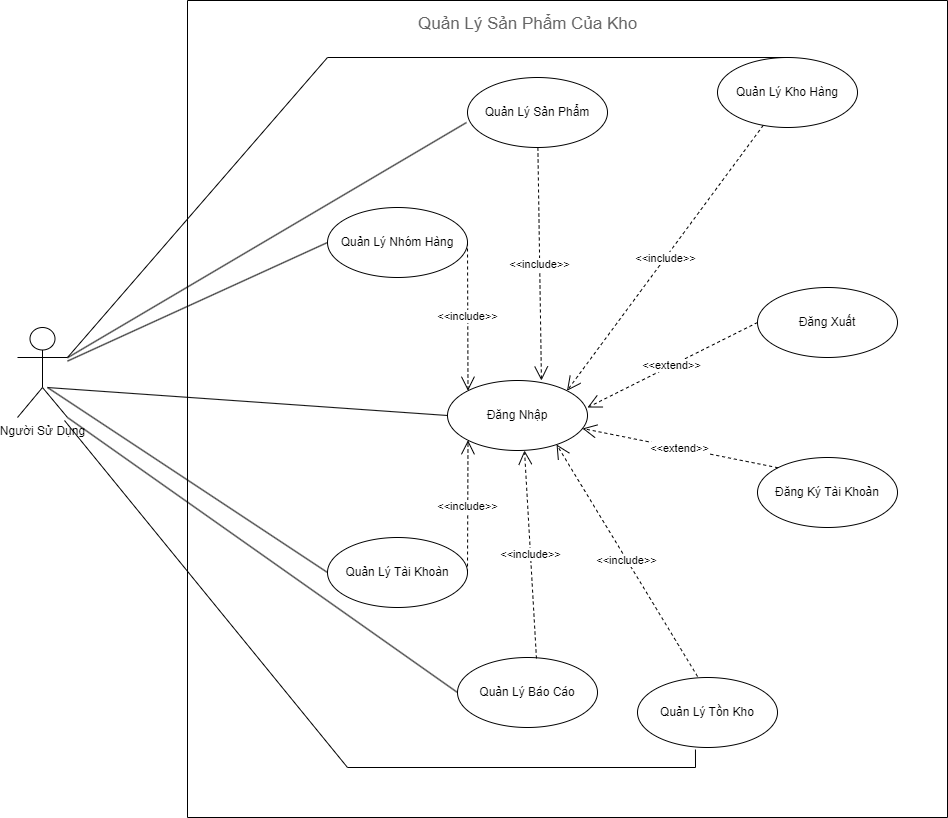 Quản Lý Sản Phẩm Của Kho
Quản Lý Kho Hàng
Quản Lý Sản Phẩm
Quản Lý Nhóm Hàng
<<include>>
<<include>>
<<include>>
Đăng Xuất
<<extend>>
Đăng Nhập
Người Sử Dụng
<<extend>>
Đăng Ký Tài Khoản
<<include>>
<<include>>
<<include>>
Quản Lý Tài Khoản
Quản Lý Báo Cáo
Quản Lý Tồn Kho